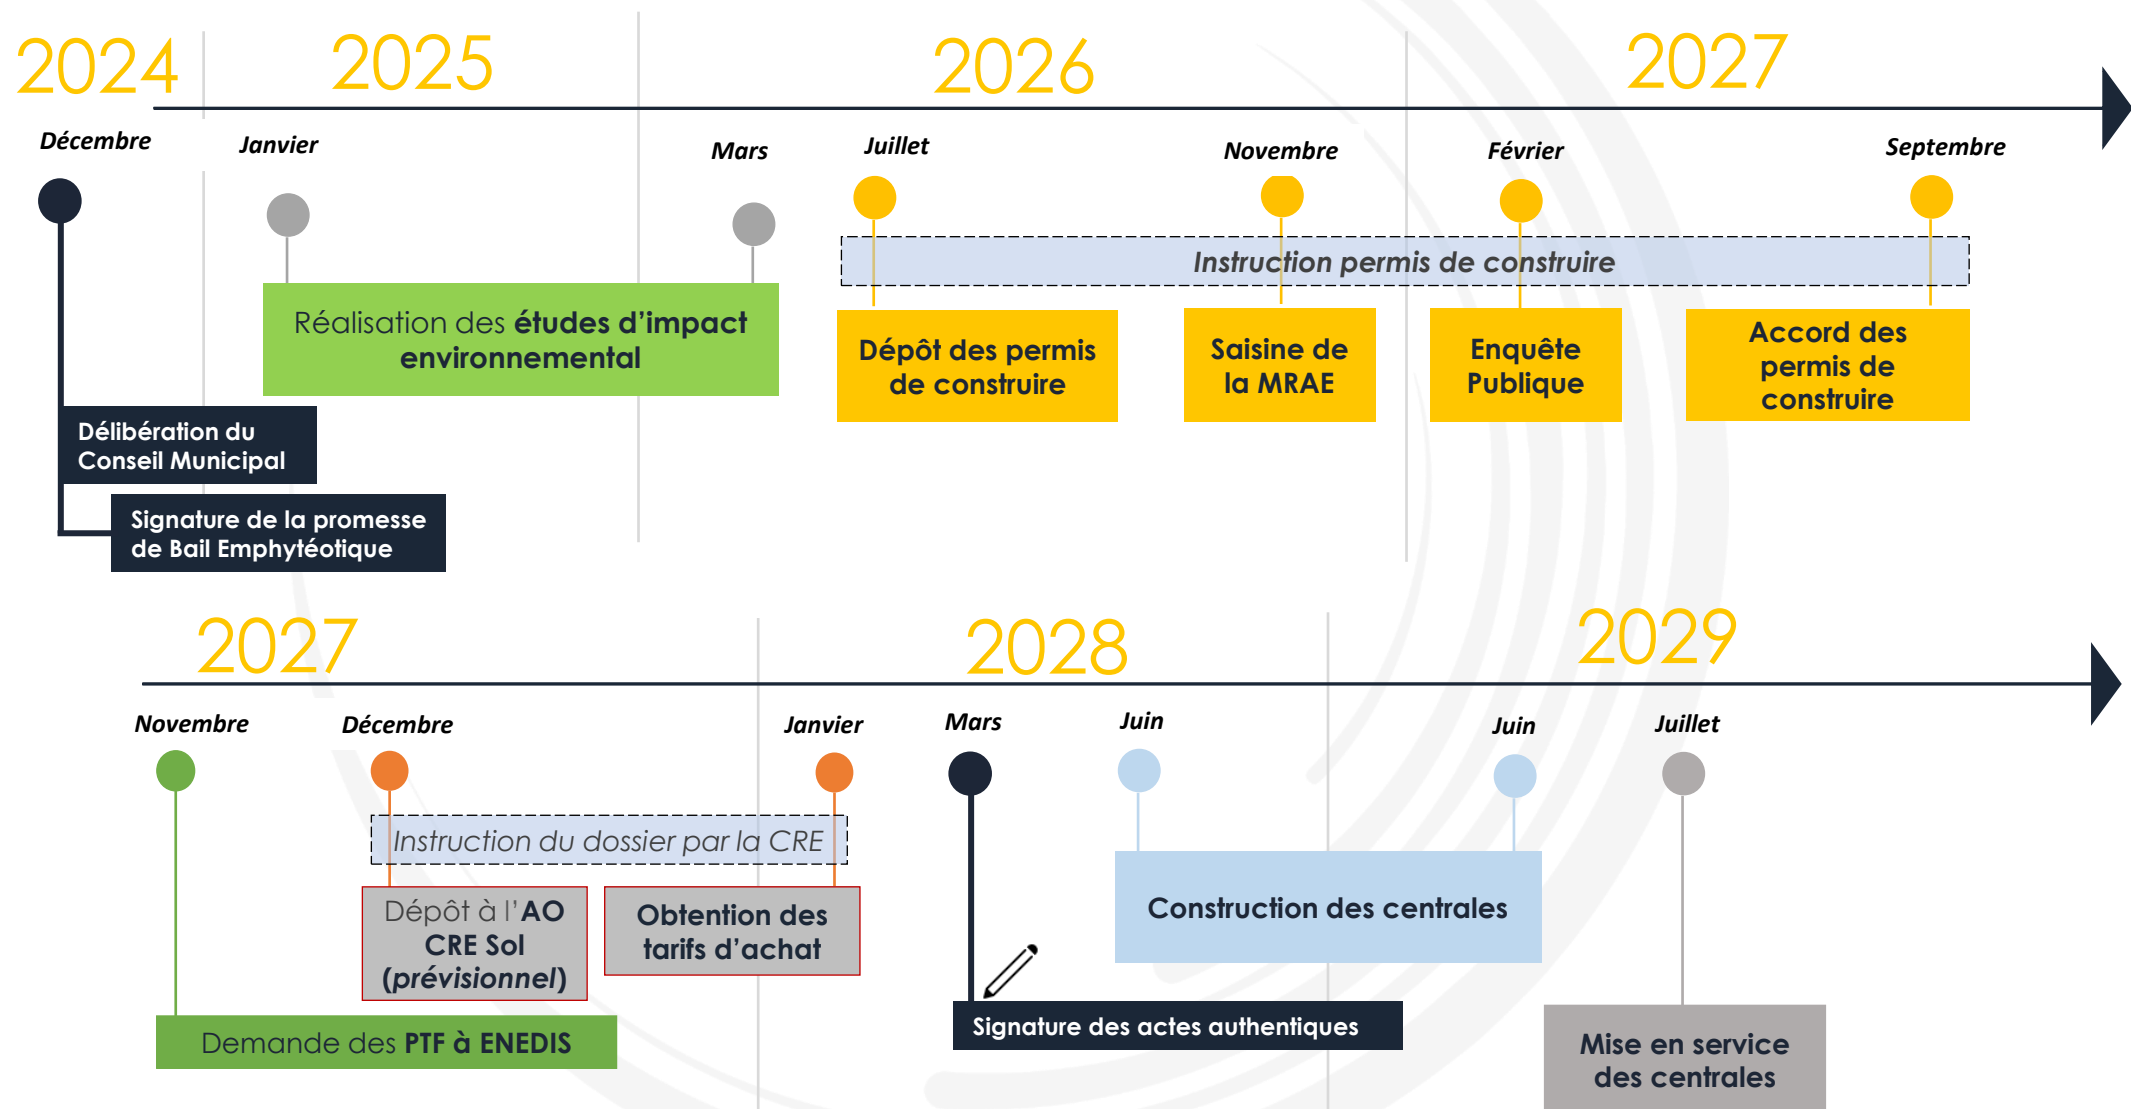 2024
2025
2026
2027
Décembre
Janvier
Mars
Juillet
Novembre
Février
Septembre
Instruction permis de construire
Réalisation des études d'impact
environnemental
Dépôt des permis
de construire
Saisine de
la MRAE
Enquête
Publique
Accord des
permis de
construire
Délibération du
Conseil Municipal
Signature de la promesse
de Bail Emphytéotique
2027
2028
2029
Novembre
Décembre
Janvier
Mars
Juin
Juin
Juillet
Instruction du dossier par la CRE
Dépôt à l'AO
CRE Sol
(prévisionnel)
Obtention des
tarifs d'achat
Construction des centrales
Signature des actes authentiques
Demande des PTF à ENEDIS
Mise en service
des centrales